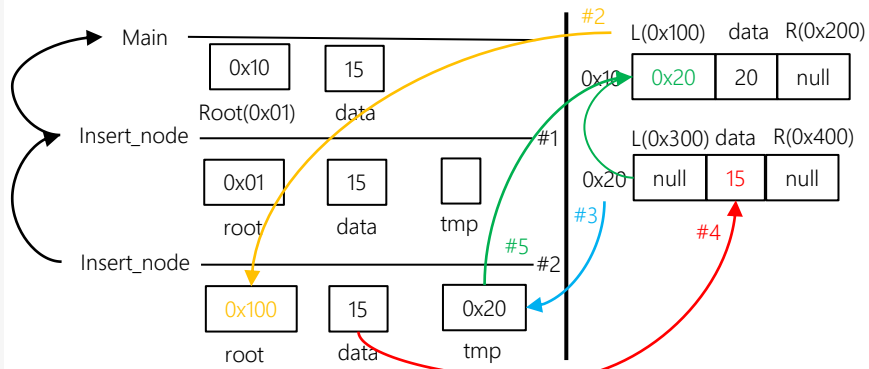 #2 L(0x100) data R(0x200)
Main
0x10 15 0x10 0x20 20 null
Root(0x01) data
Insert_node #1 L(0x300) data R(0x400)
0x01 15 0x20 null 15 null
root data tmp #3 #4
#5
Insert_node #2
0x100 15 0x20
root data tmp